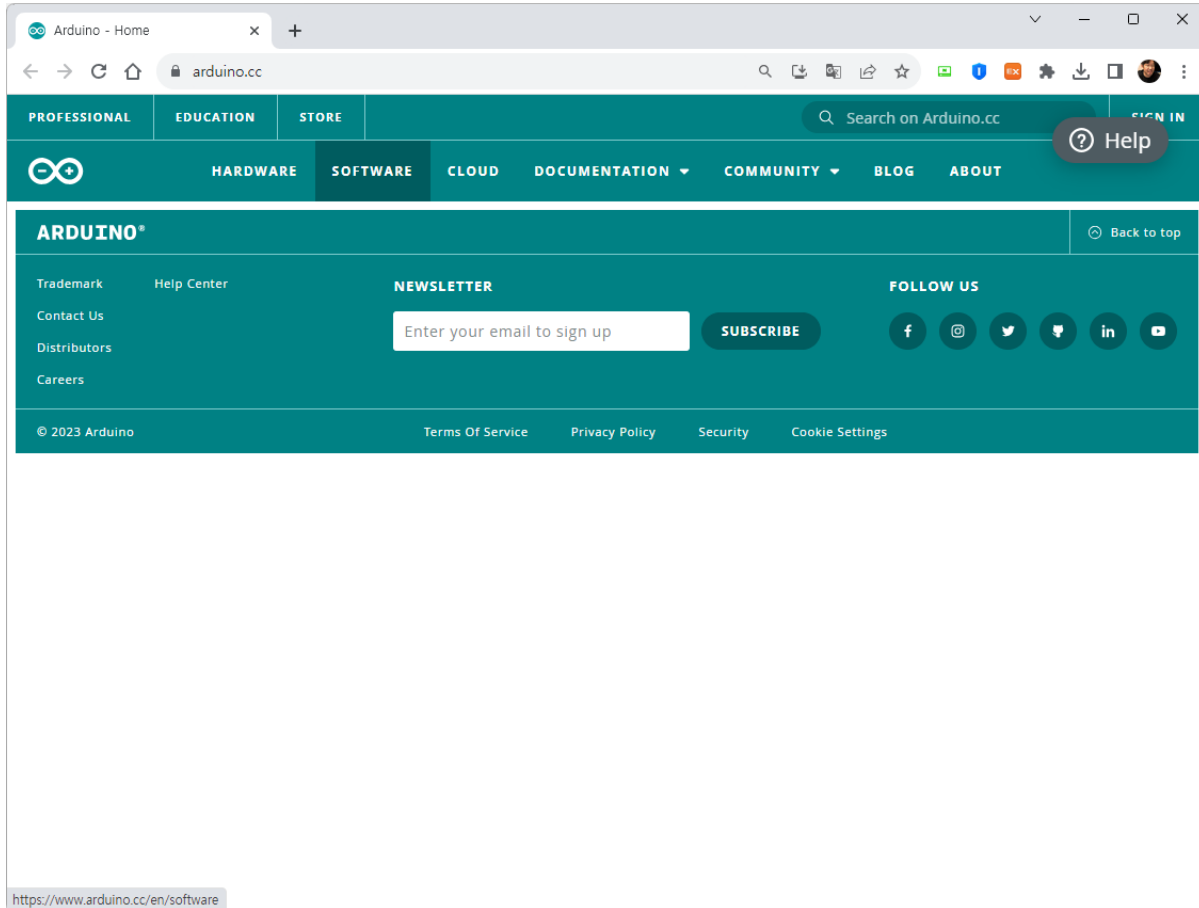 Arduino - Home
arduino.cc
PROFESSIONAL EDUCATION STORE Search on Arduino.cc SIGN IN
Help
HARDWARE SOFTWARE CLOUD DOCUMENTATION COMMUNITY BLOG ABOUT
ARDUINO® Back to top
Trademark Help Center NEWSLETTER FOLLOW US
Contact Us Enter your email to sign up SUBSCRIBE
Distributors
Careers
© 2023 Arduino Terms Of Service Privacy Policy Security Cookie Settings
https://www.arduino.cc/en/software